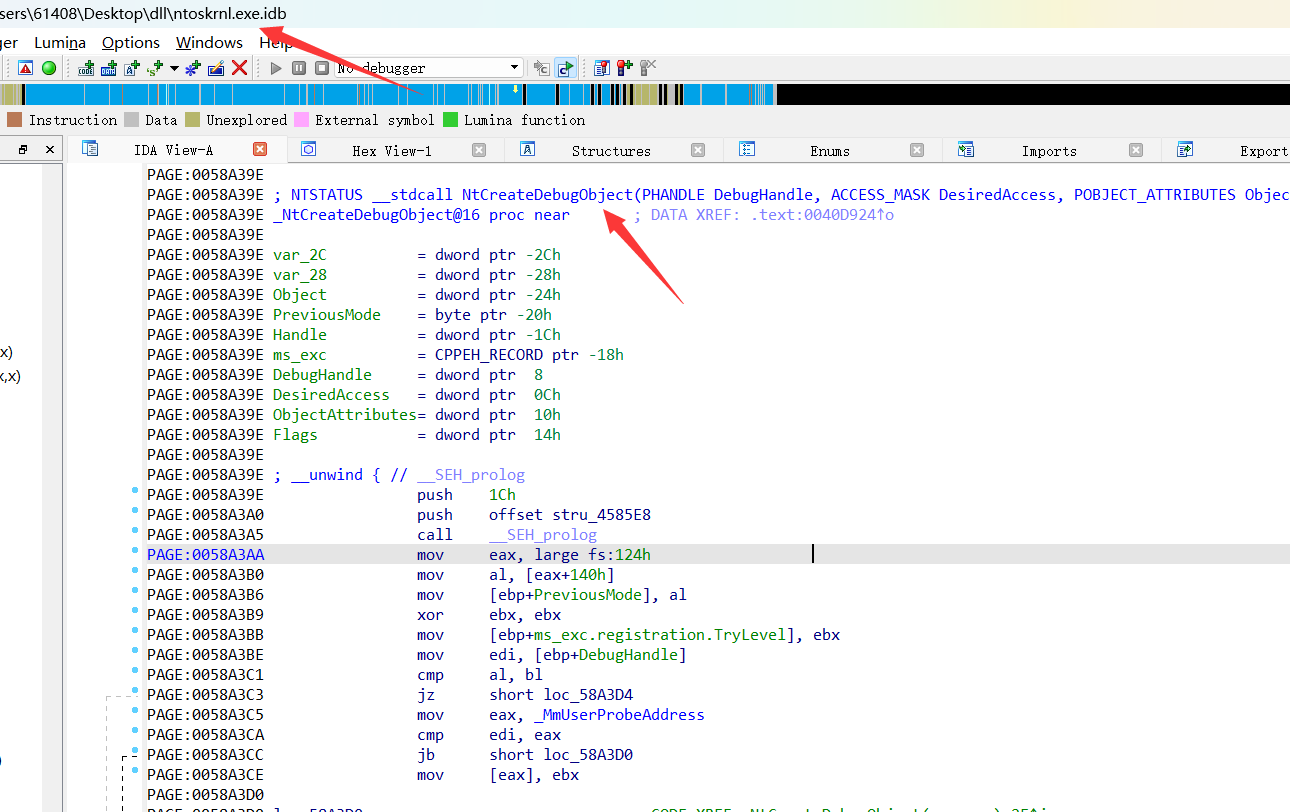 sers\61408\Desktop\dll\ntoskrnl.exe.idb
ger Lumina Options Windows Help
No debugger
Instruction Data Unexplored External symbol Lumina function
IDA View-A Hex View-1 Structures Enums Imports Export
PAGE:0058A39E
PAGE:0058A39E ; NTSTATUS __stdcall NtCreateDebugObject(PHANDLE DebugHandle, ACCESS_MASK DesiredAccess, POBJECT_ATTRIBUTES Objec
PAGE:0058A39E _NtCreateDebugObject@16 proc near ; DATA XREF: .text:0040D924↑o
PAGE:0058A39E
PAGE:0058A39E var_2C = dword ptr -2Ch
PAGE:0058A39E var_28 = dword ptr -28h
PAGE:0058A39E Object = dword ptr -24h
PAGE:0058A39E PreviousMode = byte ptr -20h
PAGE:0058A39E Handle = dword ptr -1Ch
x)
PAGE:0058A39E ms_exc = CPPEH_RECORD ptr -18h
x,x)
PAGE:0058A39E DebugHandle = dword ptr 8
PAGE:0058A39E DesiredAccess = dword ptr 0Ch
PAGE:0058A39E ObjectAttributes= dword ptr 10h
PAGE:0058A39E Flags = dword ptr 14h
PAGE:0058A39E
PAGE:0058A39E ; __unwind { // __SEH_prolog
PAGE:0058A39E push 1Ch
PAGE:0058A3A0 push offset stru_4585E8
PAGE:0058A3A5 call __SEH_prolog
PAGE:0058A3AA mov eax, large fs:124h
PAGE:0058A3B0 mov al, [eax+140h]
PAGE:0058A3B6 mov [ebp+PreviousMode], al
PAGE:0058A3B9 xor ebx, ebx
PAGE:0058A3BB mov [ebp+ms_exc.registration.TryLevel], ebx
PAGE:0058A3BE mov edi, [ebp+DebugHandle]
PAGE:0058A3C1 cmp al, bl
PAGE:0058A3C3 jz short loc_58A3D4
PAGE:0058A3C5 mov eax, _MmUserProbeAddress
PAGE:0058A3CA cmp edi, eax
PAGE:0058A3CC jb short loc_58A3D0
PAGE:0058A3CE mov [eax], ebx
PAGE:0058A3D0